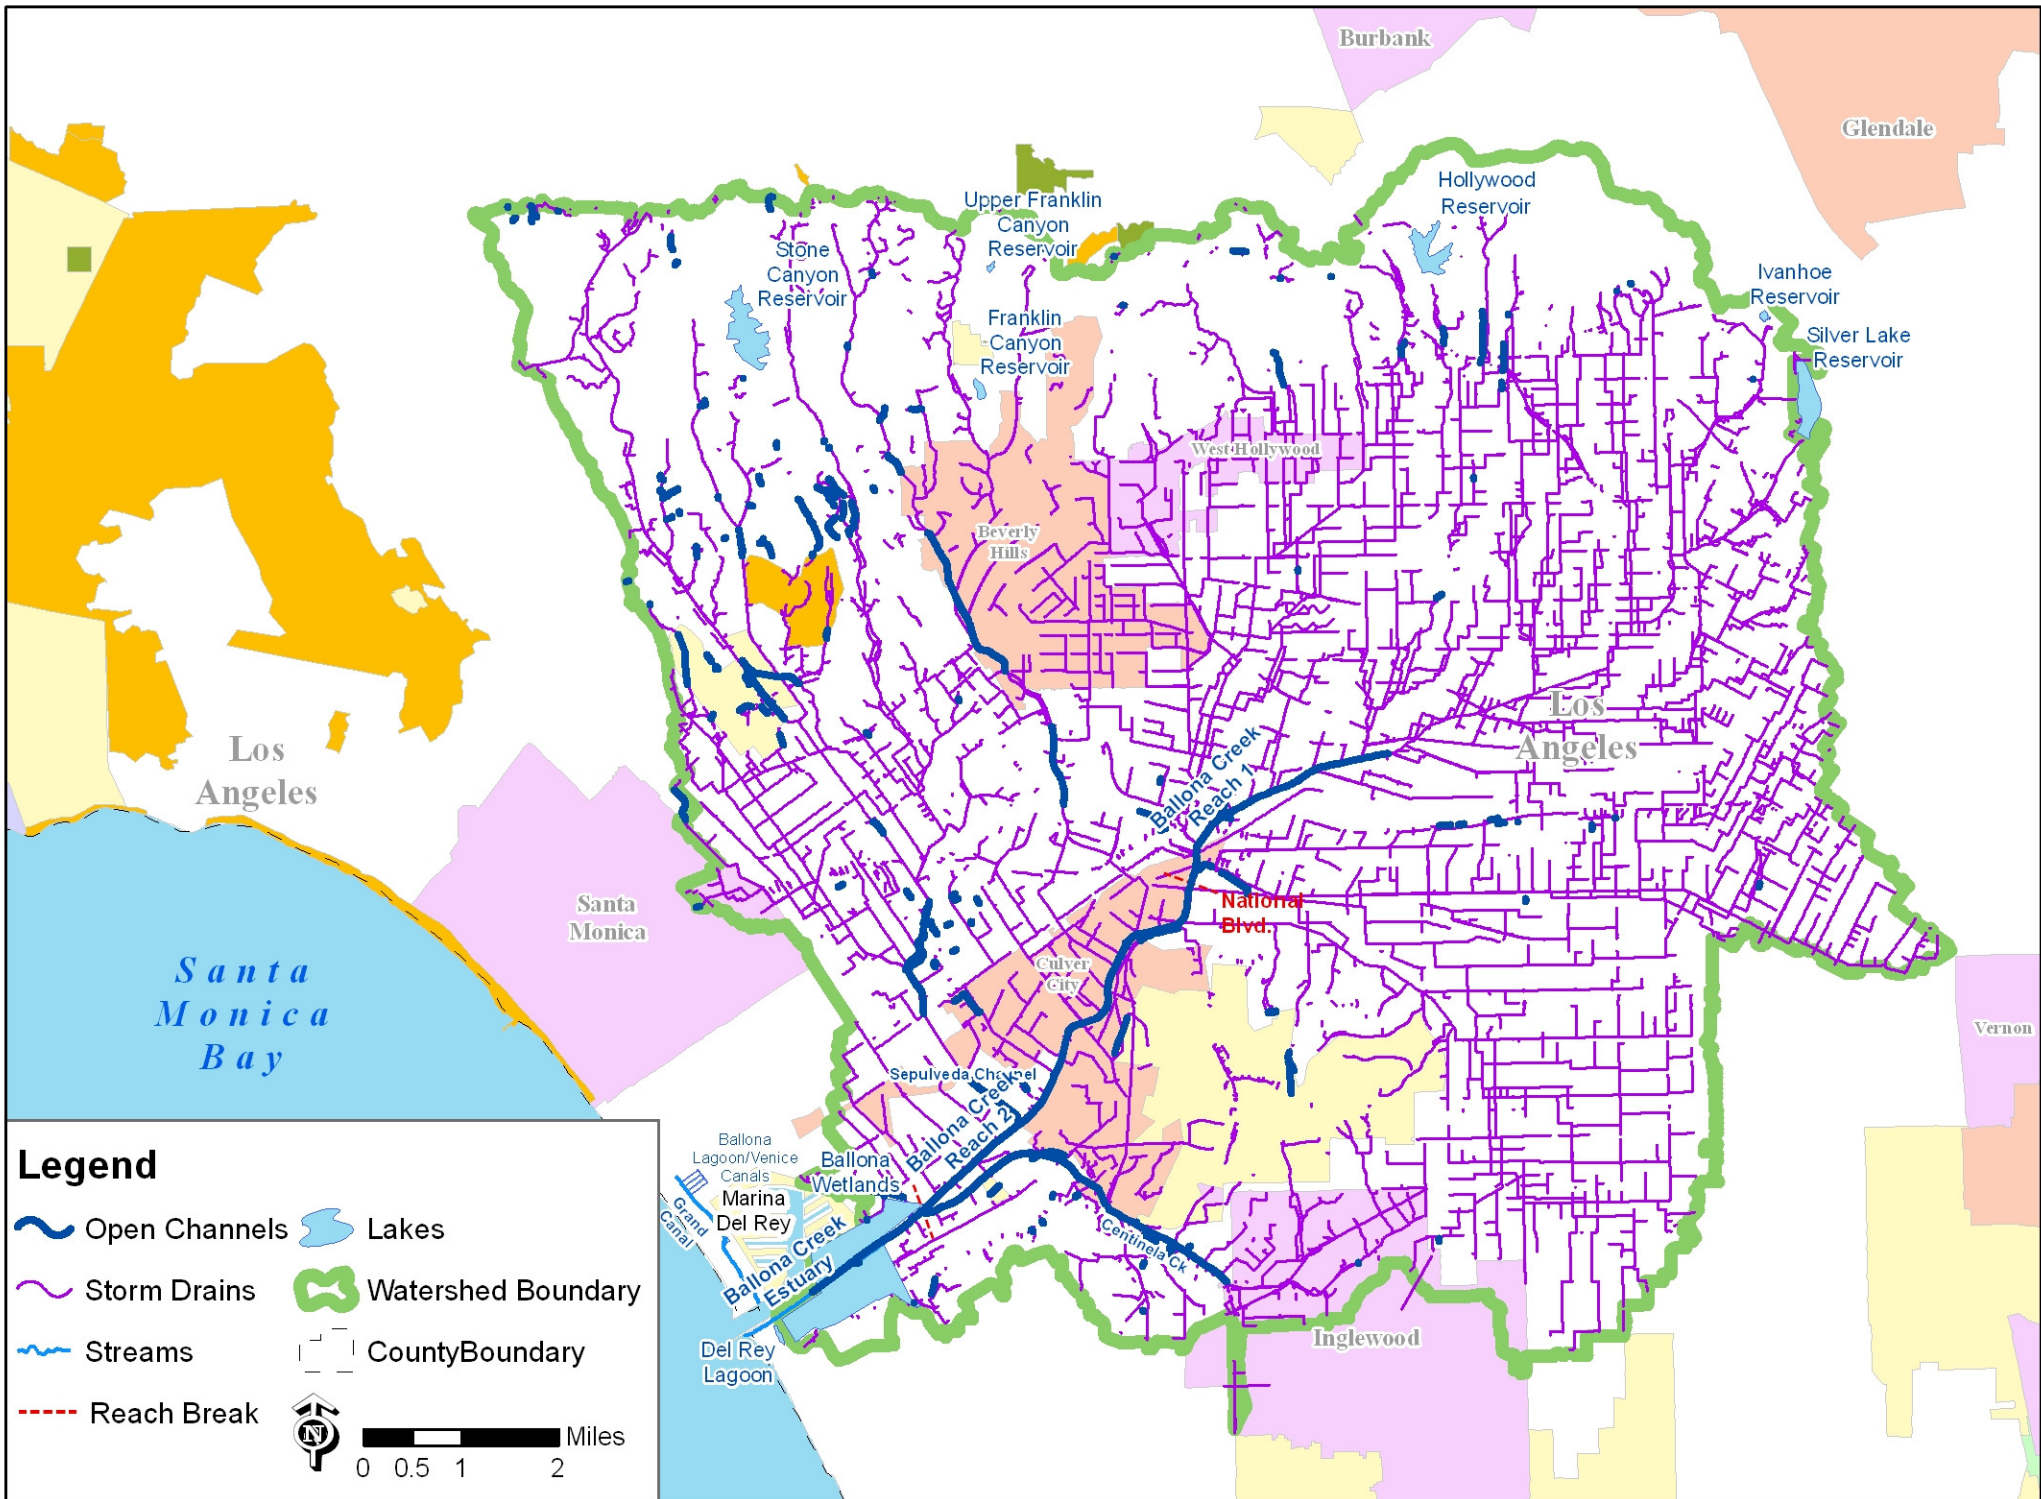 Burbank
Glendale
Hollywood
Reservoir
Upper Franklin
Canyon
Reservoir
Stone
Canyon
Reservoir
Ivanhoe
Reservoir
Franklin
Canyon
Reservoir
Silver Lake
Reservoir
West Hollywood
Beverly
Hills
Los
Angeles
Los
Angeles
Ballona Creek
Reach 1
Santa
Monica
National
Blvd.
Culver
City
Santa
Monica
Bay
Vernon
Sepulveda Channel
Ballona Creek
Reach 2
Ballona
Lagoon/Venice
Canals
Ballona
Wetlands
Marina
Del Rey
Grand
Canal
Ballona Creek
Estuary
Centinela Ck
Del Rey
Lagoon
Inglewood
Legend
Open Channels
Lakes
Storm Drains
Watershed Boundary
Streams
CountyBoundary
Reach Break
N
Miles
0 0.5 1 2